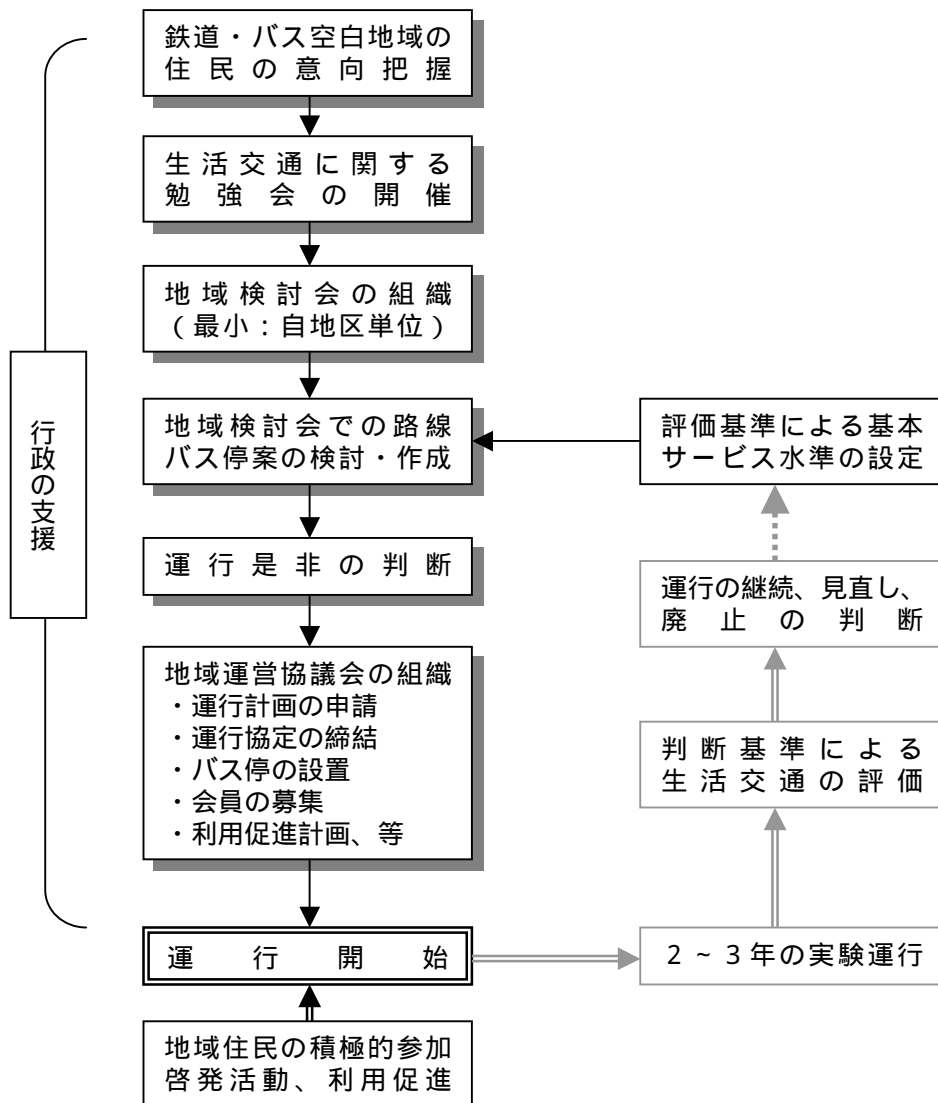 鉄道・バス空白地域の
住民の意向把握
生活交通に関する
勉強会の開催
地域検討会の組織
（最小：自地区単位）
行政の支援
地域検討会での路線
バス停案の検討・作成
評価基準による基本
サービス水準の設定
運行是非の判断
運行の継続、見直し、
廃止の判断
地域運営協議会の組織
・運行計画の申請
・運行協定の締結
・バス停の設置
・会員の募集
・利用促進計画、等
判断基準による
生活交通の評価
運行開始
２～３年の実験運行
地域住民の積極的参加
啓発活動、利用促進